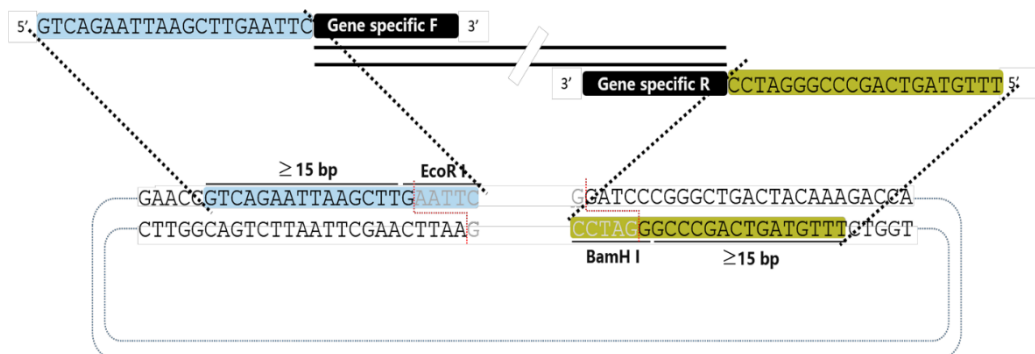 5′ GTCAGAATTAAGCTTGAATTC Gene specific F 3′
3′ Gene specific R CCTAGGGCCCGACTGATGTTT 5′
≥ 15 bp EcoR I
GAACCGTCAGAATTAAGCTTGAATTC GGATCCCGGGCTGACTACAAAGACCA
CTTGGCAGTCTTAATTCGAACTTAAG CCTAGGGCCCGACTGATGTTTCTGGT
BamH I ≥ 15 bp